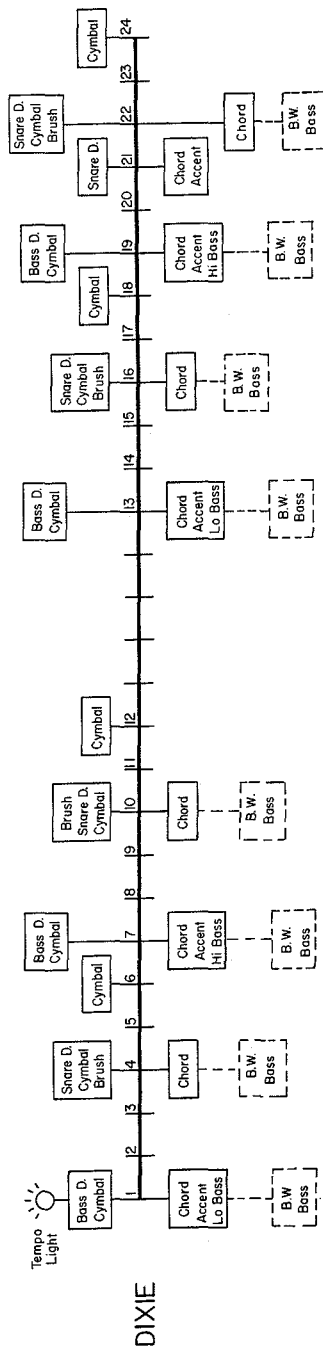 DIXIE
Tempo
Light
Bass D.
Cymbal
1
Chord
Accent
Lo Bass
B.W.
Bass
2
3
Snare D.
Cymbal
Brush
4
Chord
B.W.
Bass
5
Cymbal
6
Bass D.
Cymbal
7
Chord
Accent
Hi Bass
B.W.
Bass
8
9
Brush
Snare D.
Cymbal
10
Chord
B.W.
Bass
11
Cymbal
12
Bass D.
Cymbal
13
Chord
Accent
Lo Bass
B.W.
Bass
14
15
Snare D.
Cymbal
Brush
16
Chord
B.W.
Bass
17
Cymbal
18
Bass D.
Cymbal
19
Chord
Accent
Hi Bass
B.W.
Bass
20
Snare D.
21
Chord
Accent
Snare D.
Cymbal
Brush
22
Chord
B.W.
Bass
23
Cymbal
24